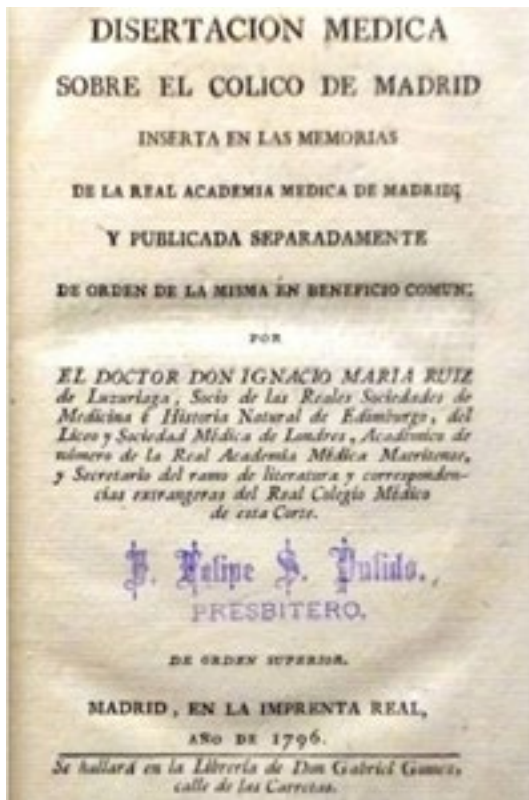 DISERTACION MEDICA
SOBRE EL COLICO DE MADRID
INSERTA EN LAS MEMORIAS
DE LA REAL ACADEMIA MEDICA DE MADRID;
Y PUBLICADA SEPARADAMENTE
DE ORDEN DE LA MISMA EN BENEFICIO COMUN:
POR
EL DOCTOR DON IGNACIO MARIA RUIZ
de Luzuriaga, Socio de las Reales Sociedades de
Medicina é Historia Natural de Edimburgo, del
Liceo y Sociedad Médica de Londres, Académico de
número de la Real Academia Médica Matritense,
y Secretario del ramo de literatura y corresponden-
cias extrangeras del Real Colegio Médico
de esta Corte.
D. Felipe S. Pulido.
PRESBITERO.
DE ORDEN SUPERIOR.
MADRID, EN LA IMPRENTA REAL,
AÑO DE 1796.
Se hallará en la Librería de Don Gabriel Gomez,
calle de las Carretas.